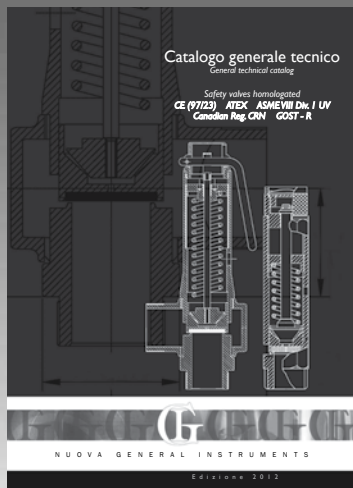 Catalogo generale tecnico
General technical catalog
Safety valves homologated
CE (97/23) ATEX ASME VIII Div. I UV
Canadian Reg. CRN GOST - R
G
NUOVA GENERAL INSTRUMENTS
Edizione 2012